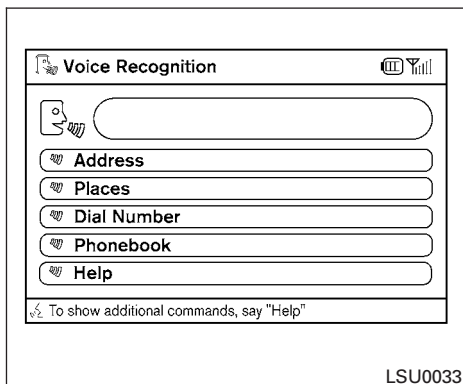 Voice Recognition
Address
Places
Dial Number
Phonebook
Help
To show additional commands, say "Help"
LSU0033